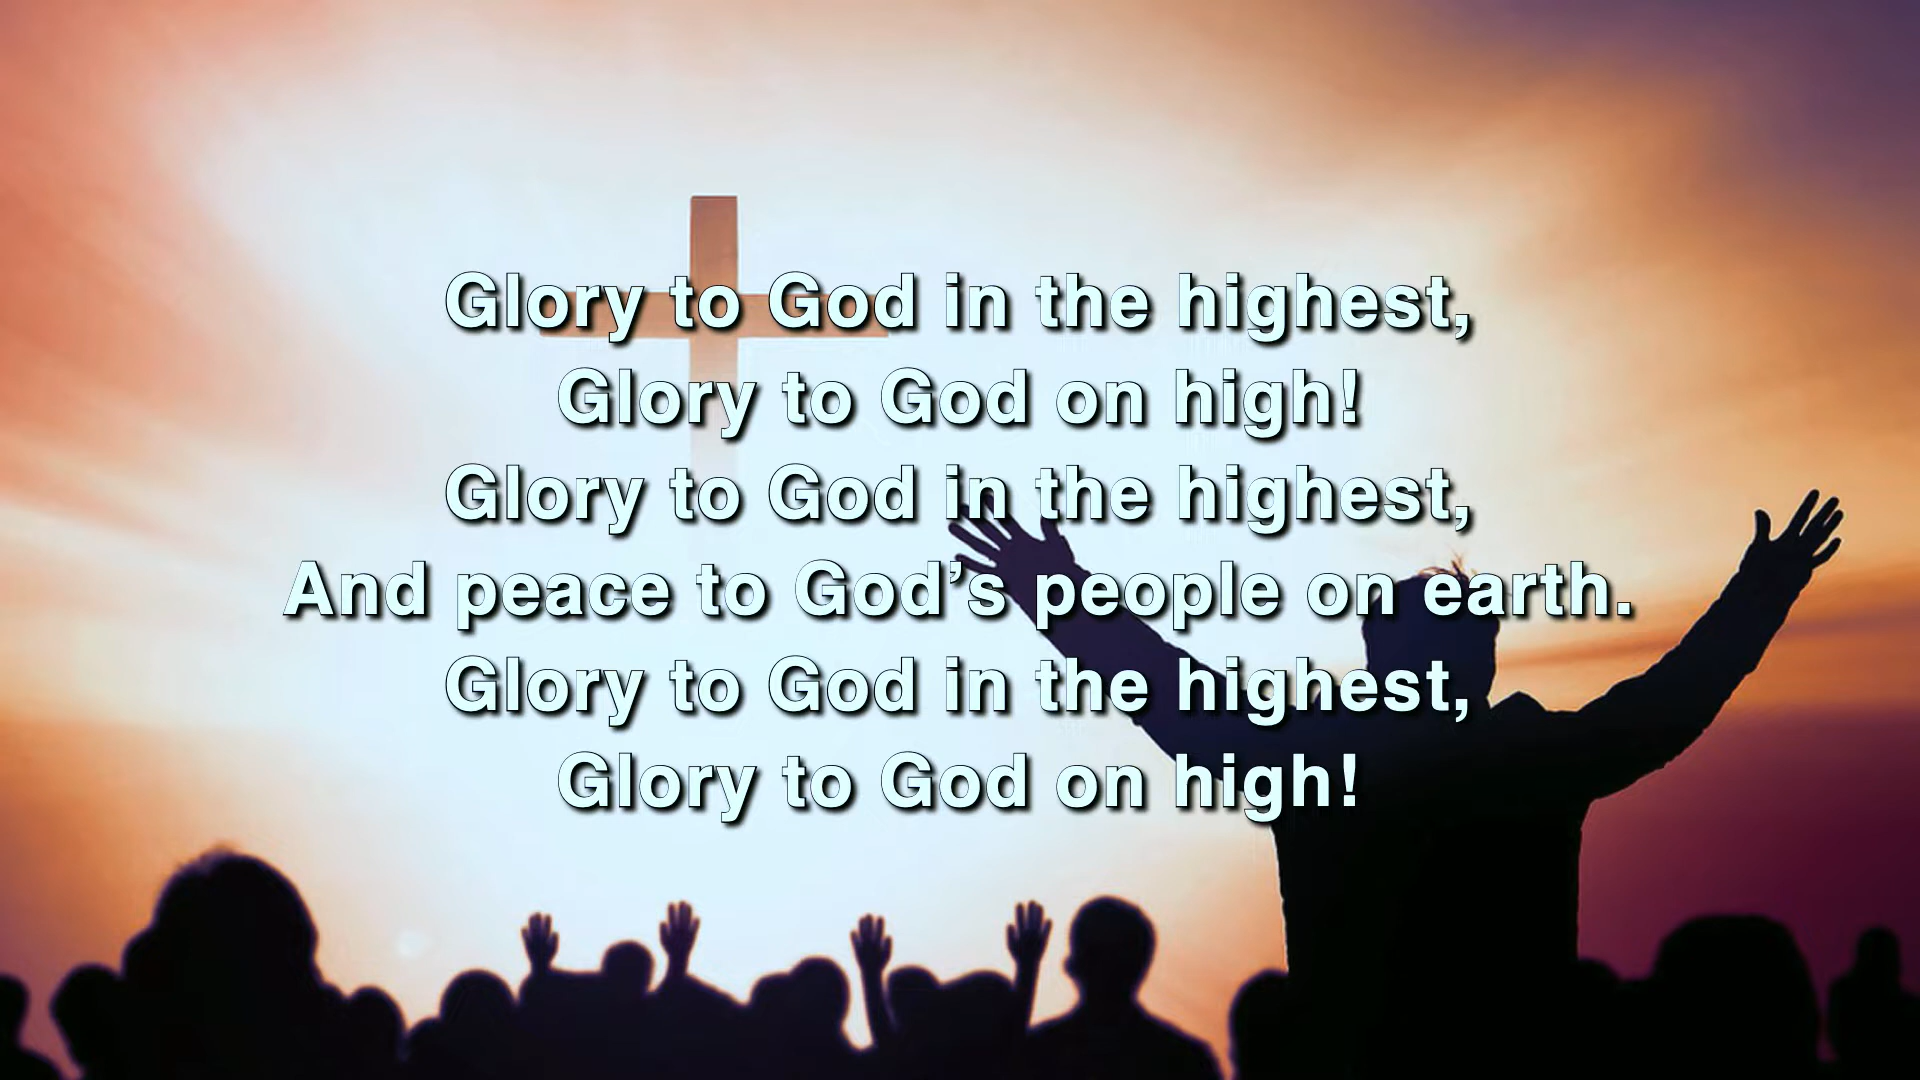 Glory to God in the highest,
Glory to God on high!
Glory to God in the highest,
And peace to God’s people on earth.
Glory to God in the highest,
Glory to God on high!